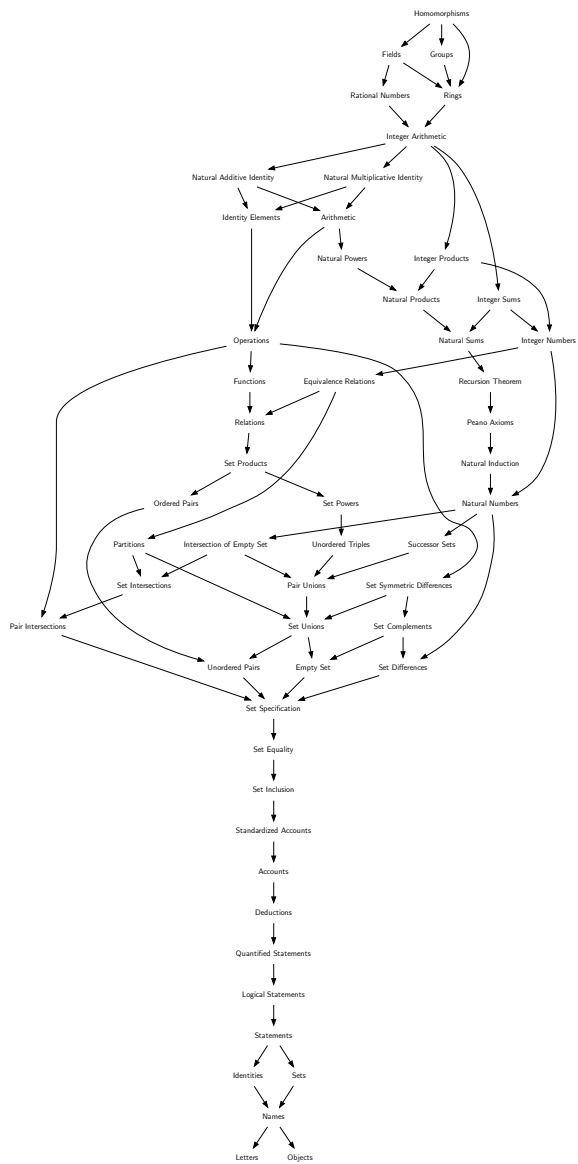 Homomorphisms
Fields
Groups
Rational Numbers
Rings
Integer Arithmetic
Natural Additive Identity
Natural Multiplicative Identity
Identity Elements
Arithmetic
Natural Powers
Integer Products
Natural Products
Integer Sums
Operations
Natural Sums
Integer Numbers
Functions
Equivalence Relations
Recursion Theorem
Relations
Peano Axioms
Set Products
Natural Induction
Ordered Pairs
Set Powers
Natural Numbers
Partitions
Intersection of Empty Set
Unordered Triples
Successor Sets
Set Intersections
Pair Unions
Set Symmetric Differences
Pair Intersections
Set Unions
Set Complements
Unordered Pairs
Empty Set
Set Differences
Set Specification
Set Equality
Set Inclusion
Standardized Accounts
Accounts
Deductions
Quantified Statements
Logical Statements
Statements
Identities
Sets
Names
Letters
Objects